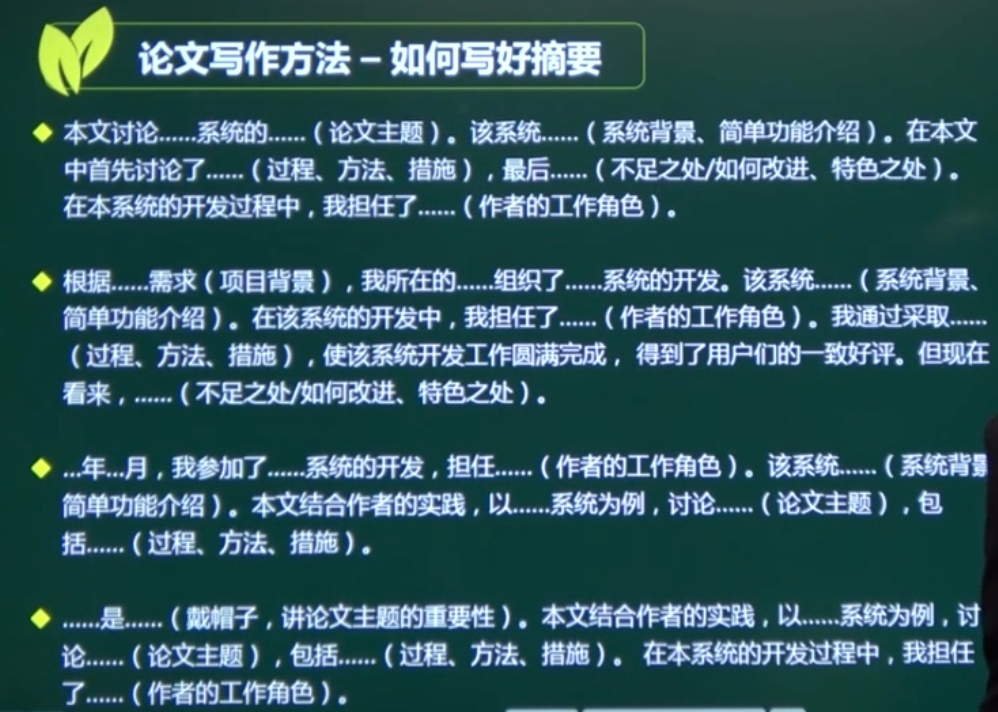 论文写作方法 – 如何写好摘要
本文讨论……系统的……（论文主题）。该系统……（系统背景、简单功能介绍）。在本文
中首先讨论了……（过程、方法、措施），最后……（不足之处/如何改进、特色之处）。
在本系统的开发过程中，我担任了……（作者的工作角色）。
根据……需求（项目背景），我所在的……组织了……系统的开发。该系统……（系统背景、
简单功能介绍）。在该系统的开发中，我担任了……（作者的工作角色）。我通过采取……
（过程、方法、措施），使该系统开发工作圆满完成， 得到了用户们的一致好评。但现在
看来，……（不足之处/如何改进、特色之处）。
...年...月，我参加了……系统的开发，担任……（作者的工作角色）。该系统……（系统背景
简单功能介绍）。本文结合作者的实践，以……系统为例，讨论……（论文主题），包
括……（过程、方法、措施）。
……是……（戴帽子，讲论文主题的重要性）。本文结合作者的实践，以……系统为例，讨
论……（论文主题），包括……（过程、方法、措施）。 在本系统的开发过程中，我担任
了……（作者的工作角色）。